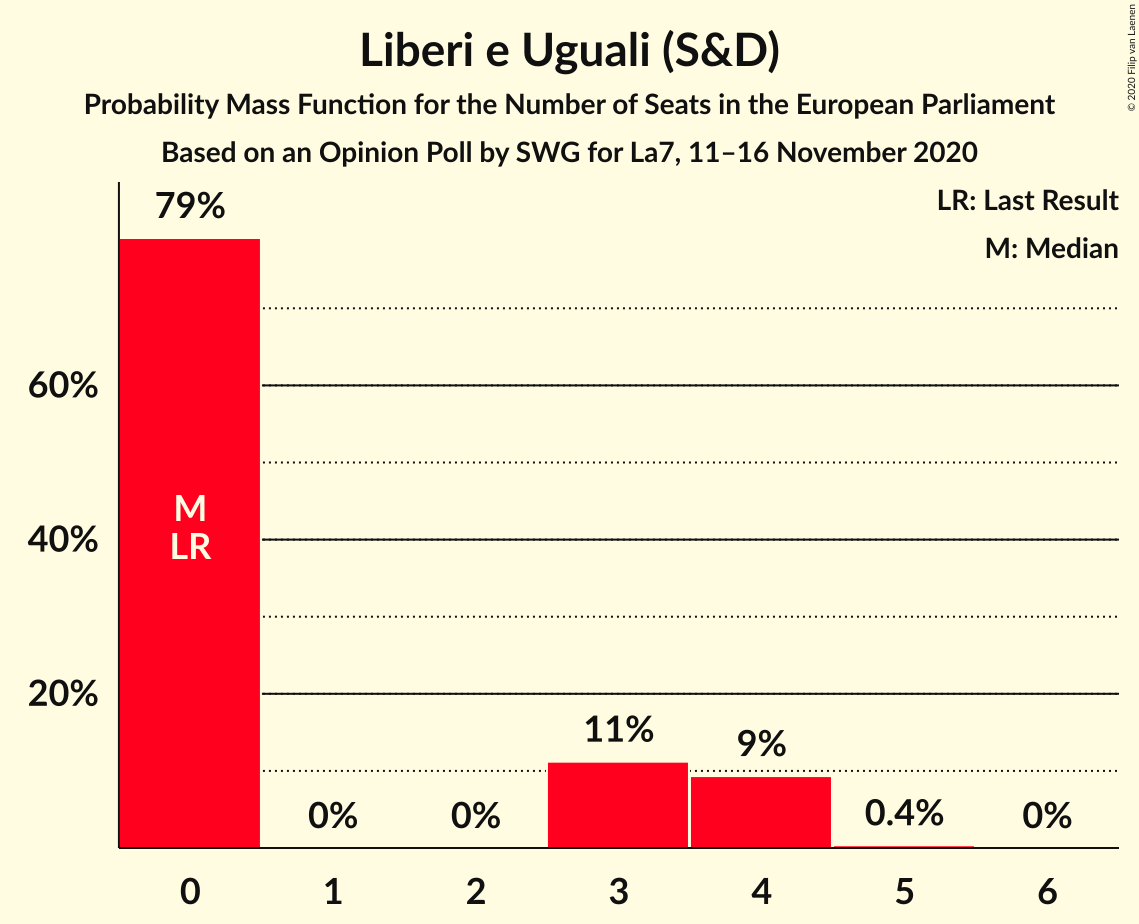 Liberi e Uguali (S&D)
Probability Mass Function for the Number of Seats in the European Parliament
Based on an Opinion Poll by SWG for La7, 11–16 November 2020
© 2020 Filip van Laenen
LR: Last Result
M: Median
79%
60%
40%
20%
M
LR
0%
0%
11%
9%
0.4%
0%
0 1 2 3 4 5 6